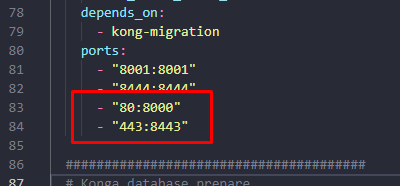 78 depends_on:
79 - kong-migration
80 ports:
81 - "8001:8001"
82 - "8444:8444"
83 - "80:8000"
84 - "443:8443"
85
86 #######################################
87 # Konga database prepare